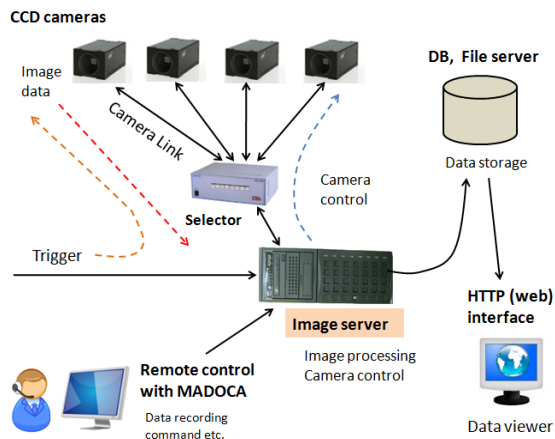 CCD cameras
Image
data
Camera Link
DB, File server
Data storage
Camera
control
Selector
Trigger
HTTP (web)
interface
Image server
Image processing
Camera control
Remote control
with MADOCA
Data recording
command etc.
Data viewer